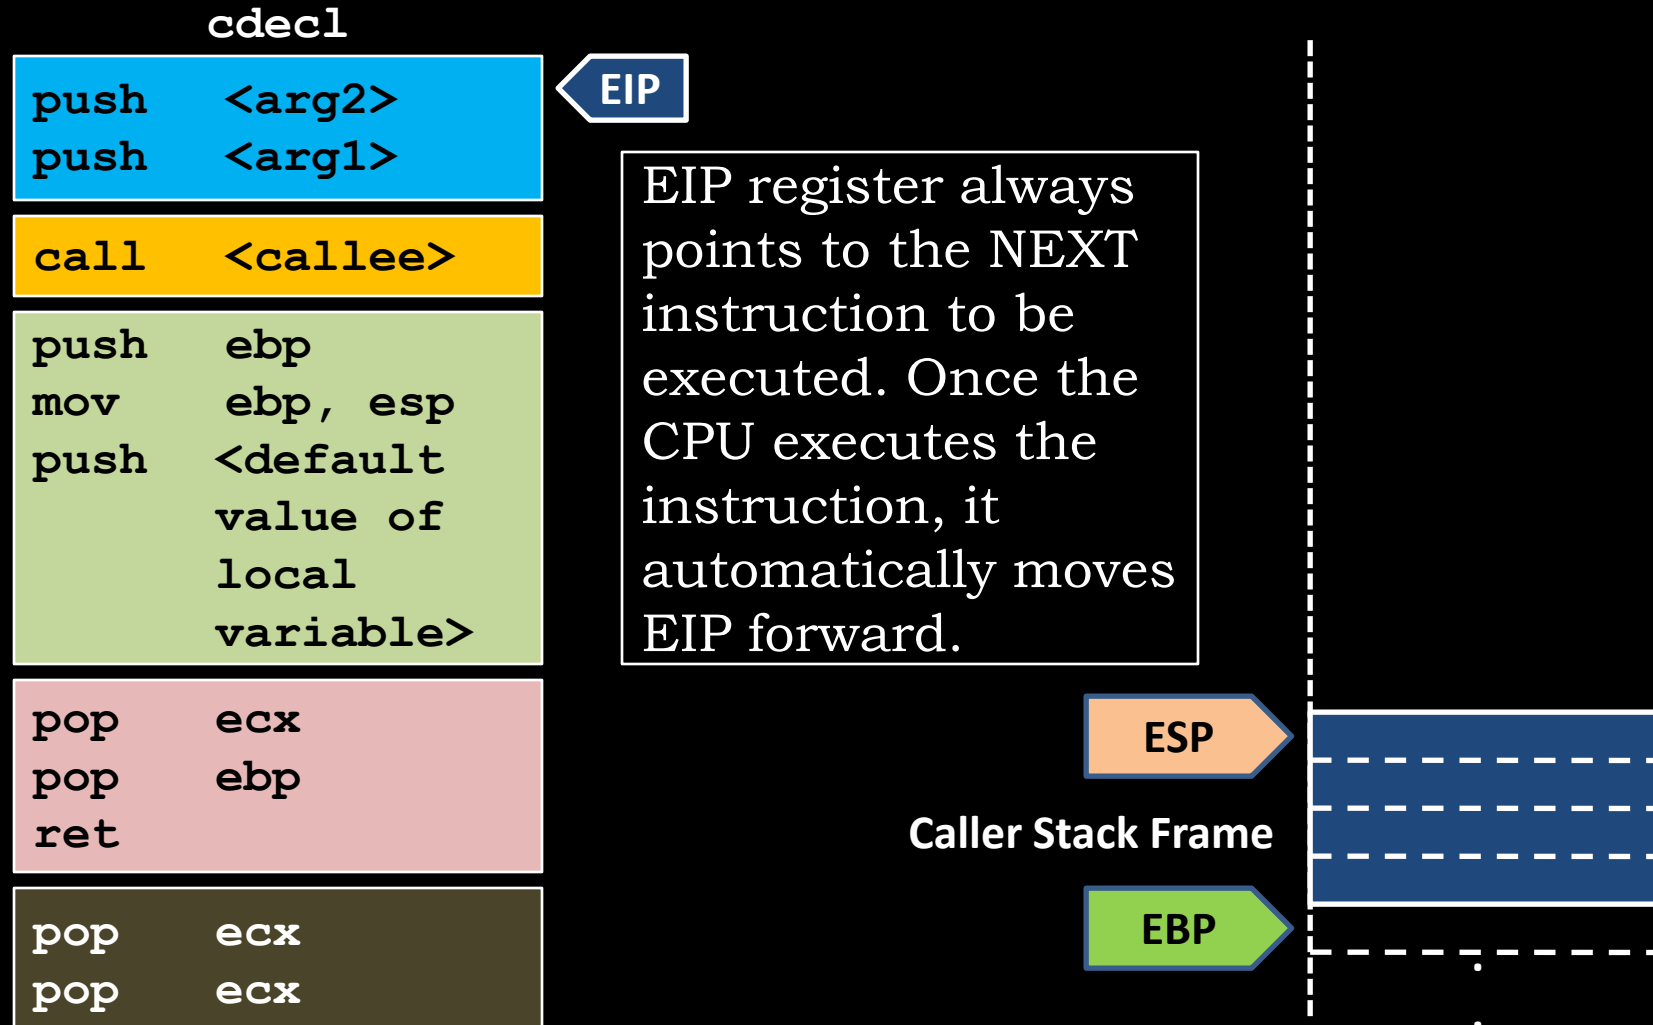 cdecl
push <arg2>
push <arg1>
call <callee>
push ebp
mov ebp, esp
push <default
value of
local
variable>
pop ecx
pop ebp
ret
pop ecx
pop ecx
EIP
EIP register always
points to the NEXT
instruction to be
executed. Once the
CPU executes the
instruction, it
automatically moves
EIP forward.
ESP
Caller Stack Frame
EBP